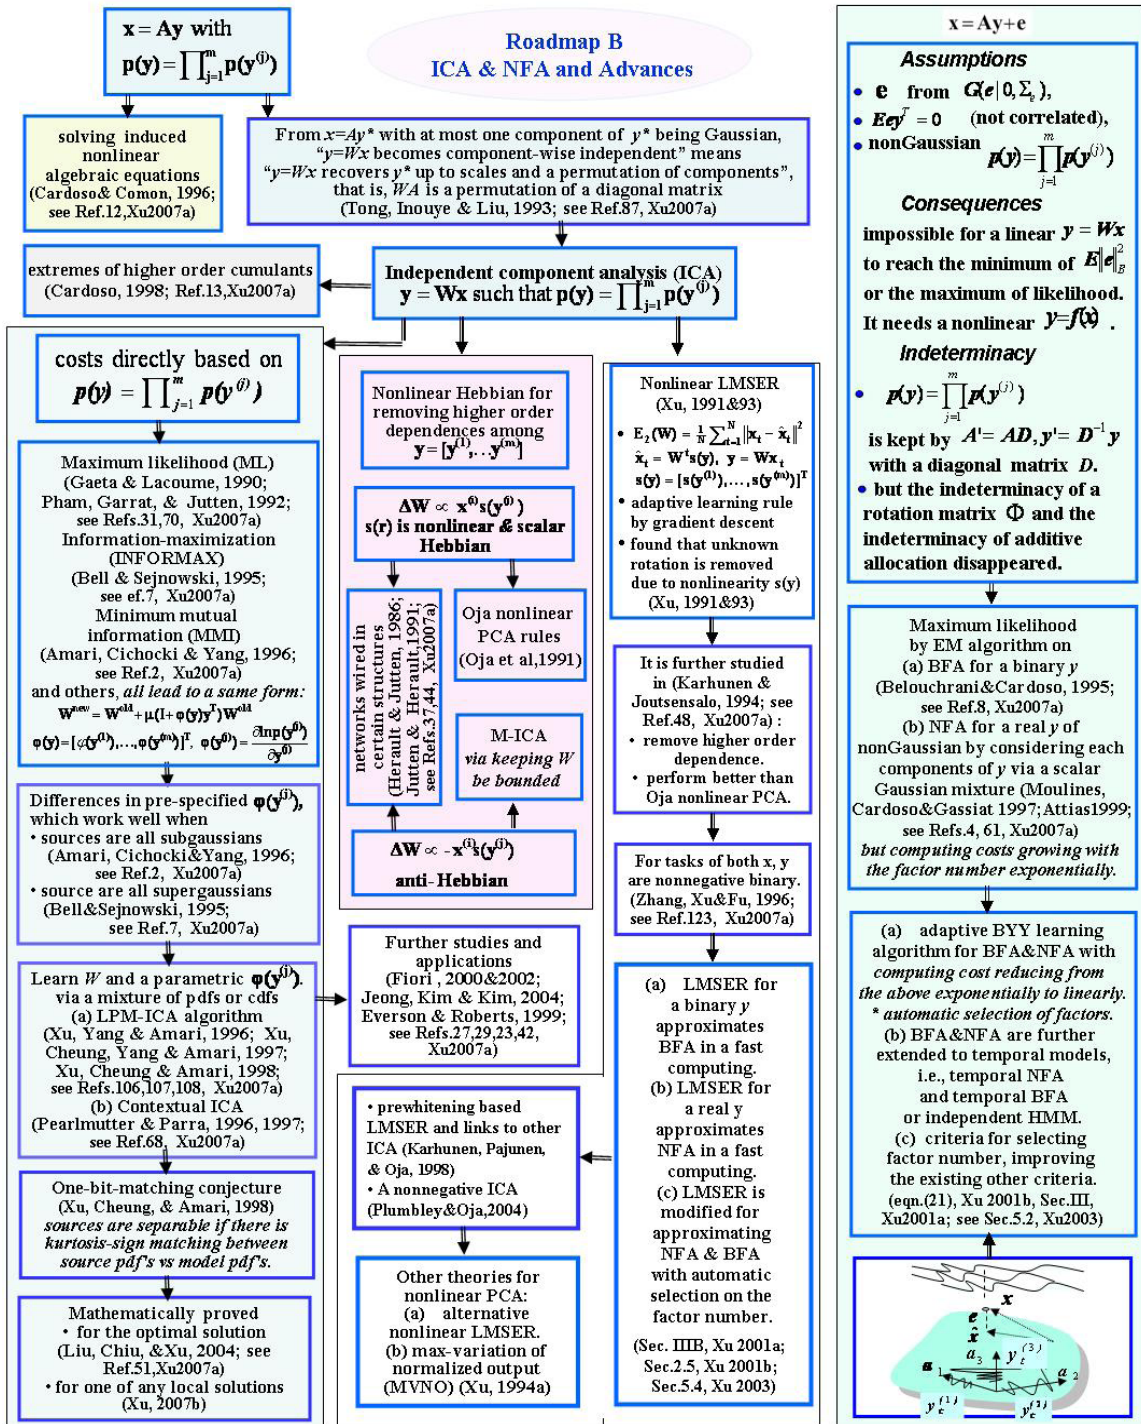 Roadmap B
ICA & NFA and Advances
x = Ay with
p(y) = ∏_{j=1}^{m} p(y^{(j)})
solving induced
nonlinear
algebraic equations
(Cardoso& Comon, 1996;
see Ref.12,Xu2007a)
From x=Ay* with at most one component of y* being Gaussian,
“y=Wx becomes component-wise independent” means
“y=Wx recovers y* up to scales and a permutation of components”,
that is, WA is a permutation of a diagonal matrix
(Tong, Inouye & Liu, 1993; see Ref.87, Xu2007a)
extremes of higher order cumulants
(Cardoso, 1998; Ref.13,Xu2007a)
Independent component analysis (ICA)
y = Wx such that p(y) = ∏_{j=1}^{m} p(y^{(j)})
costs directly based on
p(y) = ∏_{j=1}^{m} p(y^{(j)})
Maximum likelihood (ML)
(Gaeta & Lacoume, 1990;
Pham, Garrat, & Jutten, 1992;
see Refs.31,70, Xu2007a)
Information-maximization
(INFORMAX)
(Bell & Sejnowski, 1995;
see ef.7, Xu2007a)
Minimum mutual
information (MMI)
(Amari, Cichocki & Yang, 1996;
see Ref.2, Xu2007a)
and others, all lead to a same form:
W^{new} = W^{old} + μ(I + φ(y)y^T)W^{old}
φ(y) = [φ(y^{(1)}),…,φ(y^{(m)})]^T, φ(y^{(j)}) = ∂lnp(y^{(j)})/∂y^{(j)}
Differences in pre-specified φ(y^{(j)}),
which work well when
• sources are all subgaussians
(Amari, Cichocki&Yang, 1996;
see Ref.2, Xu2007a)
• source are all supergaussians
(Bell&Sejnowski, 1995;
see Ref.7, Xu2007a)
Learn W and a parametric φ(y^{(j)}).
via a mixture of pdfs or cdfs
(a) LPM-ICA algorithm
(Xu, Yang & Amari, 1996; Xu,
Cheung, Yang & Amari, 1997;
Xu, Cheung & Amari, 1998;
see Refs.106,107,108, Xu2007a)
(b) Contextual ICA
(Pearlmutter & Parra, 1996, 1997;
see Ref.68, Xu2007a)
One-bit-matching conjecture
(Xu, Cheung, & Amari, 1998)
sources are separable if there is
kurtosis-sign matching between
source pdf's vs model pdf's.
Mathematically proved
• for the optimal solution
(Liu, Chiu, &Xu, 2004; see
Ref.51,Xu2007a)
• for one of any local solutions
(Xu, 2007b)
Nonlinear Hebbian for
removing higher order
dependences among
y = [y^{(1)},…y^{(m)}]
ΔW ∝ x^{(i)}s(y^{(j)})
s(r) is nonlinear & scalar
Hebbian
networks wired in
certain structures
(Herault & Jutten, 1986;
Jutten & Herault,1991;
see Refs.37,44, Xu2007a)
Oja nonlinear
PCA rules
(Oja et al,1991)
M-ICA
via keeping W
be bounded
ΔW ∝ -x^{(i)}s(y^{(j)})
anti-Hebbian
Further studies and
applications
(Fiori , 2000&2002;
Jeong, Kim & Kim, 2004;
Everson & Roberts, 1999;
see Refs.27,29,23,42,
Xu2007a)
• prewhitening based
LMSER and links to other
ICA (Karhunen, Pajunen,
& Oja, 1998)
• A nonnegative ICA
(Plumbley&Oja,2004)
Other theories for
nonlinear PCA:
(a) alternative
nonlinear LMSER.
(b) max-variation of
normalized output
(MVNO) (Xu, 1994a)
Nonlinear LMSER
(Xu, 1991&93)
• E_2(W) = 1/N ∑_{t=1}^{N} ‖x_t − x̂_t‖^2
x̂_t = W^t s(y), y = Wx_t
s(y) = [s(y^{(1)}),…,s(y^{(m)})]^T
• adaptive learning rule
by gradient descent
• found that unknown
rotation is removed
due to nonlinearity s(y)
(Xu, 1991&93)
It is further studied
in (Karhunen &
Joutsensalo, 1994; see
Ref.48, Xu2007a) :
• remove higher order
dependence.
• perform better than
Oja nonlinear PCA.
For tasks of both x, y
are nonnegative binary.
(Zhang, Xu&Fu, 1996;
see Ref.123, Xu2007a)
(a) LMSER for
a binary y
approximates
BFA in a fast
computing.
(b) LMSER for
a real y
approximates
NFA in a fast
computing.
(c) LMSER is
modified for
approximating
NFA & BFA
with automatic
selection on the
factor number.
(Sec. IIIB, Xu 2001a;
Sec.2.5, Xu 2001b;
Sec.5.4, Xu 2003)
x = Ay+e
Assumptions
• e from G(e|0,Σ_e),
• Eey^T = 0 (not correlated),
• nonGaussian p(y) = ∏_{j=1}^{m} p(y^{(j)})
Consequences
impossible for a linear y = Wx
to reach the minimum of E‖e‖_B^2
or the maximum of likelihood.
It needs a nonlinear y=f(x) .
Indeterminacy
• p(y) = ∏_{j=1}^{m} p(y^{(j)})
is kept by A'= AD, y'= D^{-1} y
with a diagonal matrix D.
• but the indeterminacy of a
rotation matrix Φ and the
indeterminacy of additive
allocation disappeared.
Maximum likelihood
by EM algorithm on
(a) BFA for a binary y
(Belouchrani&Cardoso, 1995;
see Ref.8, Xu2007a)
(b) NFA for a real y of
nonGaussian by considering each
components of y via a scalar
Gaussian mixture (Moulines,
Cardoso&Gassiat 1997;Attias1999;
see Refs.4, 61, Xu2007a)
but computing costs growing with
the factor number exponentially.
(a) adaptive BYY learning
algorithm for BFA&NFA with
computing cost reducing from
the above exponentially to linearly.
* automatic selection of factors.
(b) BFA&NFA are further
extended to temporal models,
i.e., temporal NFA
and temporal BFA
or independent HMM.
(c) criteria for selecting
factor number, improving
the existing other criteria.
(eqn.(21), Xu 2001b, Sec.III,
Xu2001a; see Sec.5.2, Xu2003)
x
e
x̂
a_3 y_t^{(3)}
a_1 a_2
y_t^{(1)} y_t^{(2)}